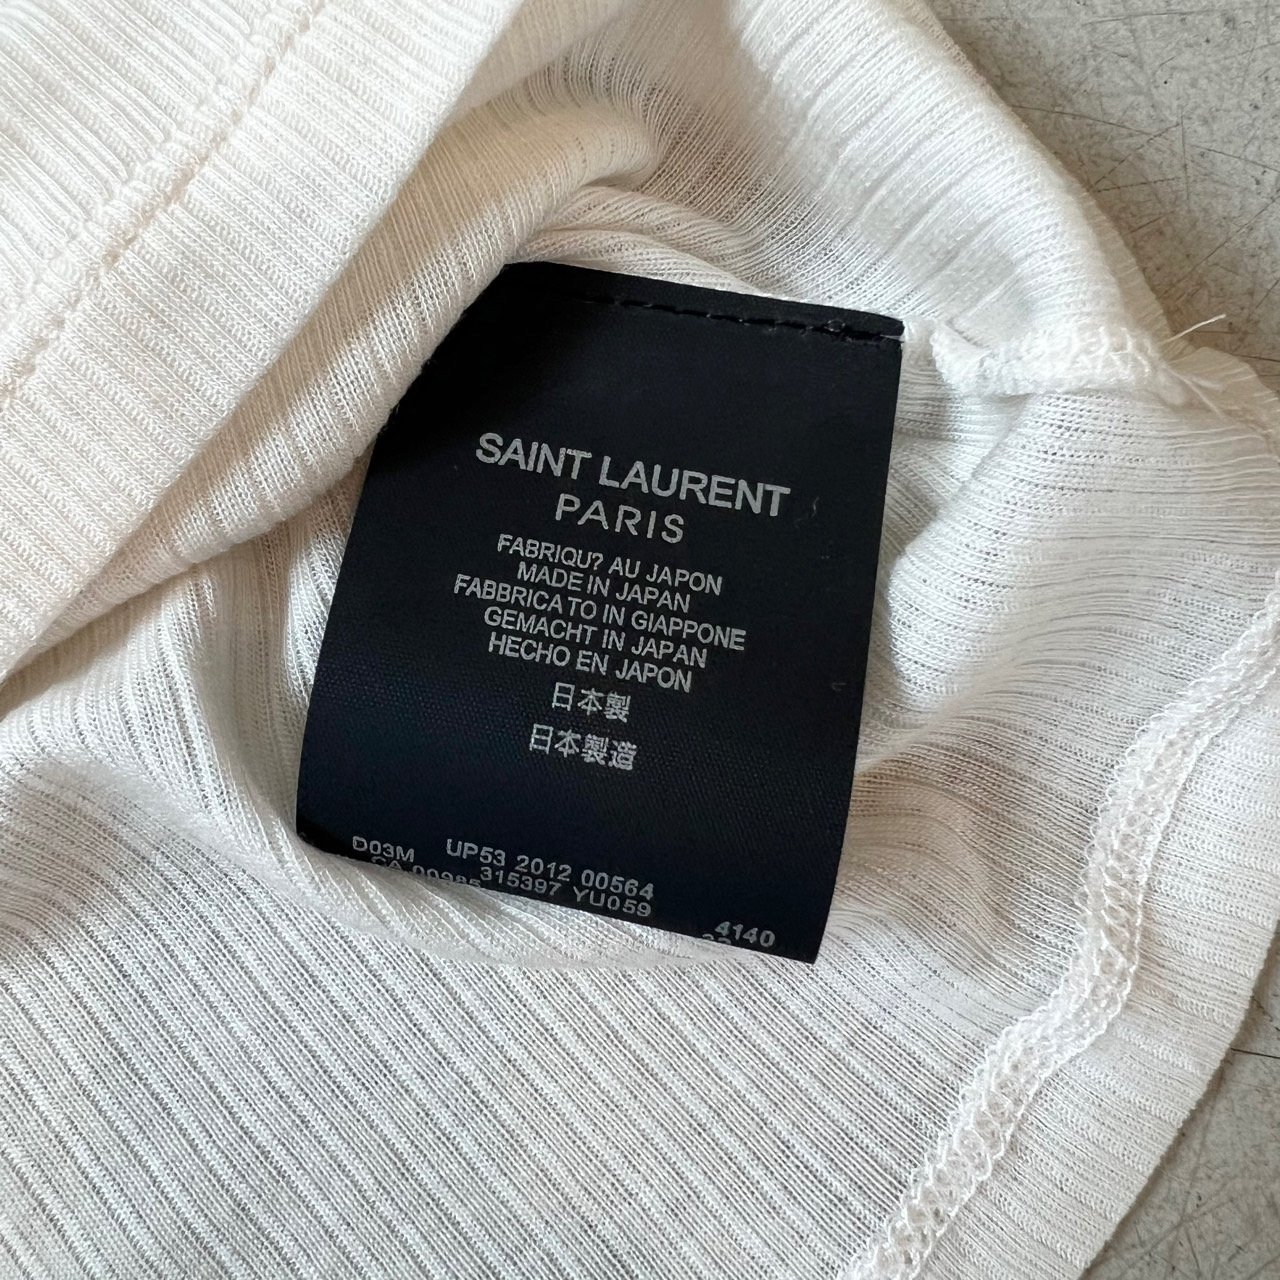 SAINT LAURENT
PARIS
FABRIQU? AU JAPON
MADE IN JAPAN
FABBRICATO IN GIAPPONE
GEMACHT IN JAPAN
HECHO EN JAPON
日本製
日本製造
D03M UP53 2012 00564
CA 315397 YU059
4140